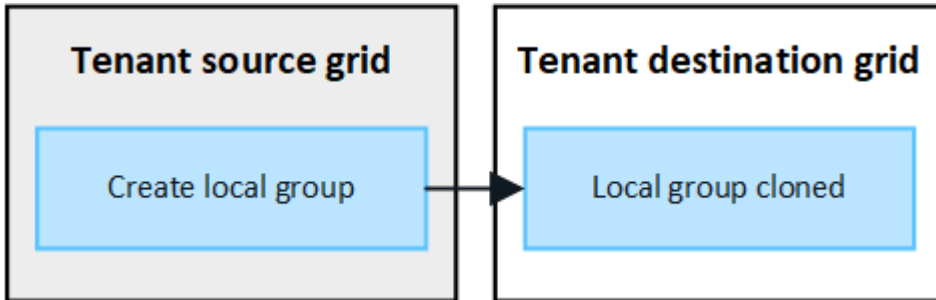 Tenant source grid
Create local group
Tenant destination grid
Local group cloned